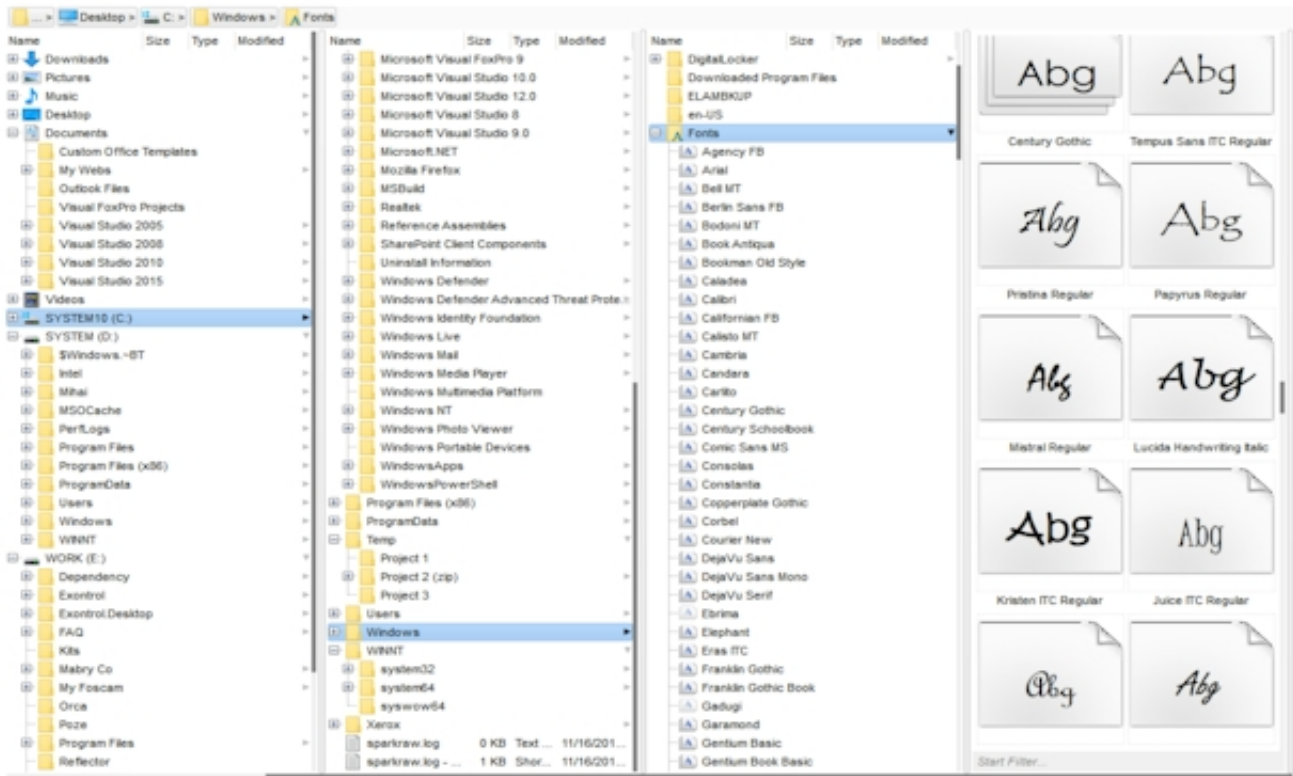 ... > Desktop > C: > Windows > Fonts
Name Size Type Modified
Downloads
Pictures
Music
Desktop
Documents
Custom Office Templates
My Webs
Outlook Files
Visual FoxPro Projects
Visual Studio 2005
Visual Studio 2008
Visual Studio 2010
Visual Studio 2015
Videos
SYSTEM10 (C:)
SYSTEM (D:)
$Windows.~BT
Intel
Mihai
MSOCache
PerfLogs
Program Files
Program Files (x86)
ProgramData
Users
Windows
WINNT
WORK (E:)
Dependency
Exontrol
Exontrol.Desktop
FAQ
Kits
Mabry Co
My Foscam
Orca
Poze
Program Files
Reflector
Name Size Type Modified
Microsoft Visual FoxPro 9
Microsoft Visual Studio 10.0
Microsoft Visual Studio 12.0
Microsoft Visual Studio 8
Microsoft Visual Studio 9.0
Microsoft.NET
Mozilla Firefox
MSBuild
Realtek
Reference Assemblies
SharePoint Client Components
Uninstall Information
Windows Defender
Windows Defender Advanced Threat Prote...
Windows Identity Foundation
Windows Live
Windows Mail
Windows Media Player
Windows Multimedia Platform
Windows NT
Windows Photo Viewer
Windows Portable Devices
WindowsApps
WindowsPowerShell
Program Files (x86)
ProgramData
Temp
Project 1
Project 2 (zip)
Project 3
Users
Windows
WINNT
system32
system64
syswow64
Xerox
sparkraw.log 0 KB Text ... 11/16/201...
sparkraw.log - ... 1 KB Shor... 11/16/201...
Name Size Type Modified
DigitalLocker
Downloaded Program Files
ELAMBKUP
en-US
Fonts
Agency FB
Arial
Bell MT
Berlin Sans FB
Bodoni MT
Book Antiqua
Bookman Old Style
Caladea
Calibri
Californian FB
Calisto MT
Cambria
Candara
Carlito
Century Gothic
Century Schoolbook
Comic Sans MS
Consolas
Constantia
Copperplate Gothic
Corbel
Courier New
DejaVu Sans
DejaVu Sans Mono
DejaVu Serif
Ebrima
Elephant
Eras ITC
Franklin Gothic
Franklin Gothic Book
Gadugi
Garamond
Gentium Basic
Gentium Book Basic
Abg Abg
Century Gothic Tempus Sans ITC Regular
Abg Abg
Pristina Regular Papyrus Regular
Abg Abg
Mistral Regular Lucida Handwriting Italic
Abg Abg
Kristen ITC Regular Juice ITC Regular
Abg Abg
Start Filter...